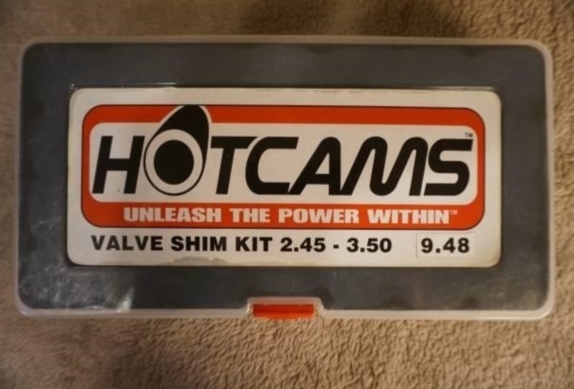 HOTCAMS™
UNLEASH THE POWER WITHIN™
VALVE SHIM KIT 2.45 - 3.50 9.48